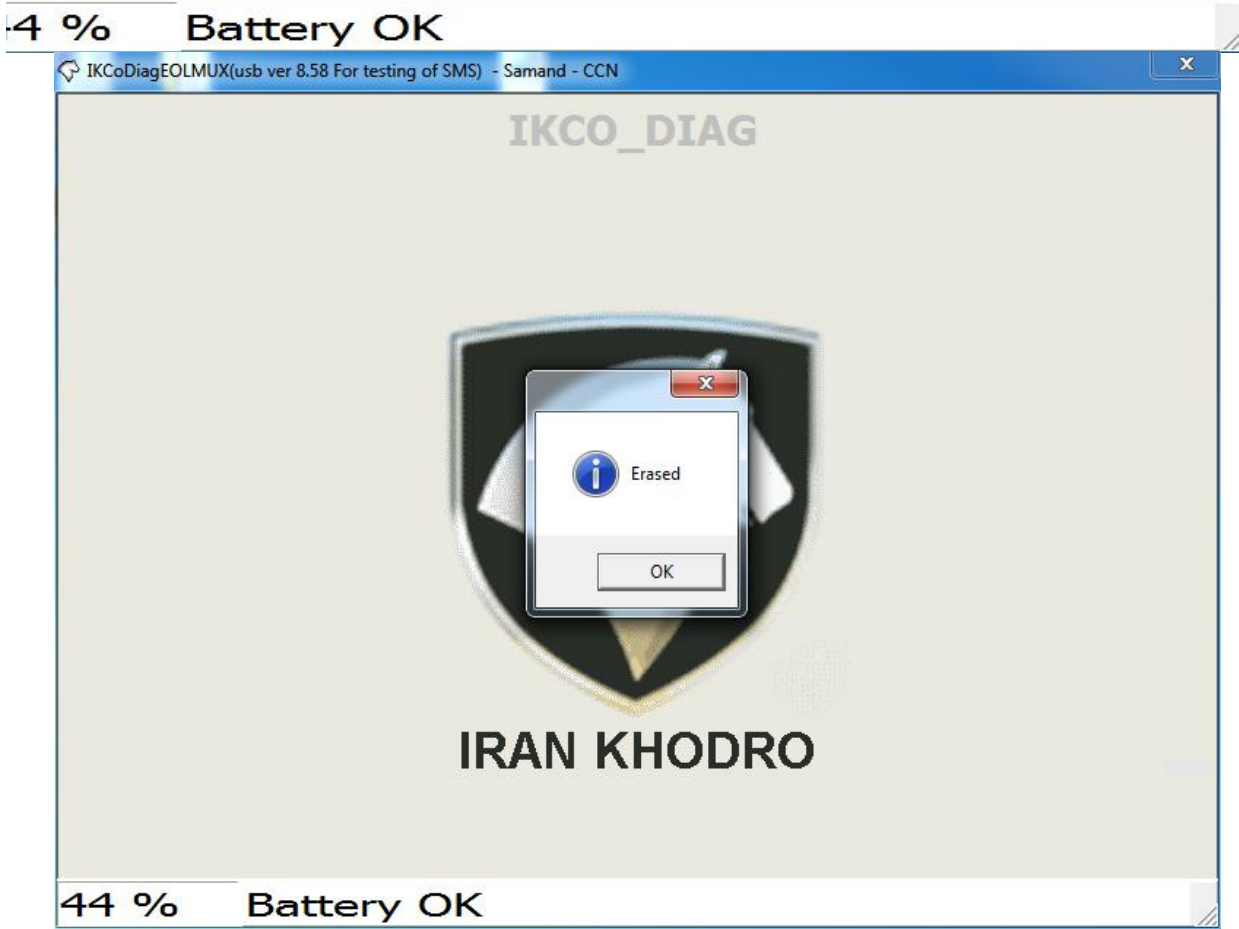 44 % Battery OK
IKCoDiagEOLMUX(usb ver 8.58 For testing of SMS) - Samand - CCN
IKCO_DIAG
Erased
OK
IRAN KHODRO
44 % Battery OK